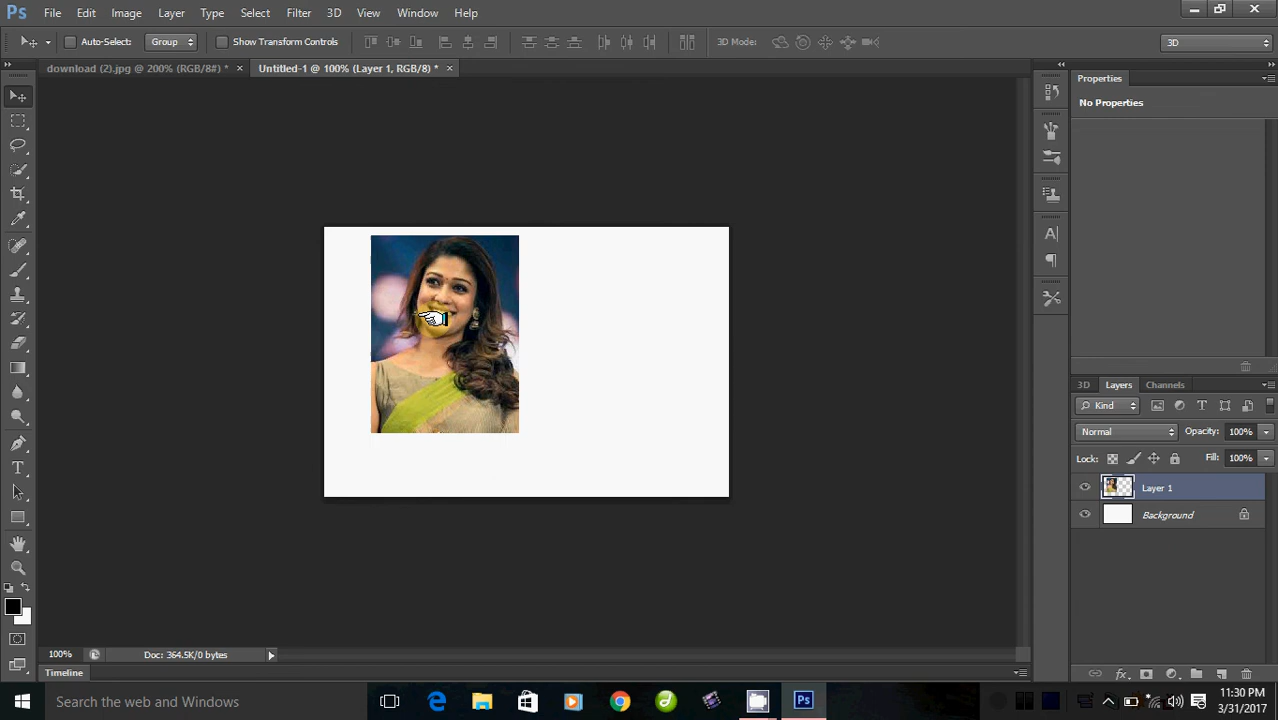 Ps File Edit Image Layer Type Select Filter 3D View Window Help
Auto-Select: Group Show Transform Controls 3D Mode: 3D
download (2).jpg @ 200% (RGB/8#) * × Untitled-1 @ 100% (Layer 1, RGB/8) * ×
Properties
No Properties
3D Layers Channels
Kind
Normal Opacity: 100%
Lock: Fill: 100%
Layer 1
Background
100% Doc: 364.5K/0 bytes
Timeline
Search the web and Windows
11:30 PM
3/31/2017